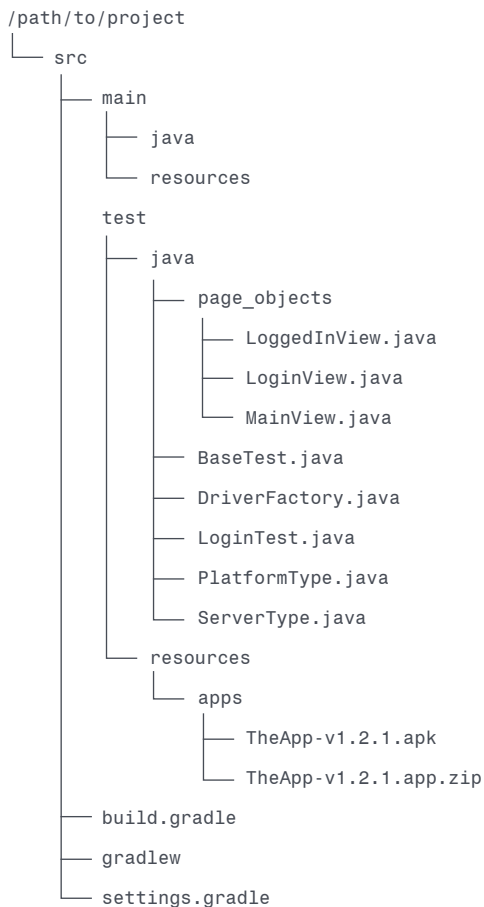 /path/to/project
src
main
java
resources
test
java
page_objects
LoggedInView.java
LoginView.java
MainView.java
BaseTest.java
DriverFactory.java
LoginTest.java
PlatformType.java
ServerType.java
resources
apps
TheApp-v1.2.1.apk
TheApp-v1.2.1.app.zip
build.gradle
gradlew
settings.gradle